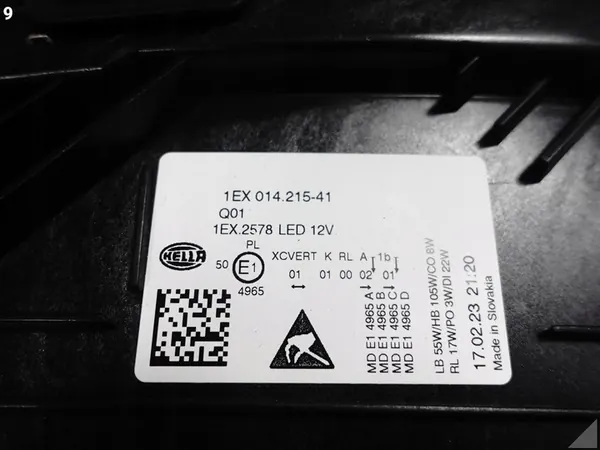 9
1EX 014.215-41
Q01
1EX.2578 LED 12V
HELLA
PL
50
E1
4965
XCVERT K RL A 1b
01 01 00 02 01
MD E1 4965 A
MD E1 4965 B
MD E1 4965 C
MD E1 4965 D
LB 55W/HB 105W/CO 8W
RL 17W/PO 3W/DI 22W
17.02.23 21:20
Made in Slovakia